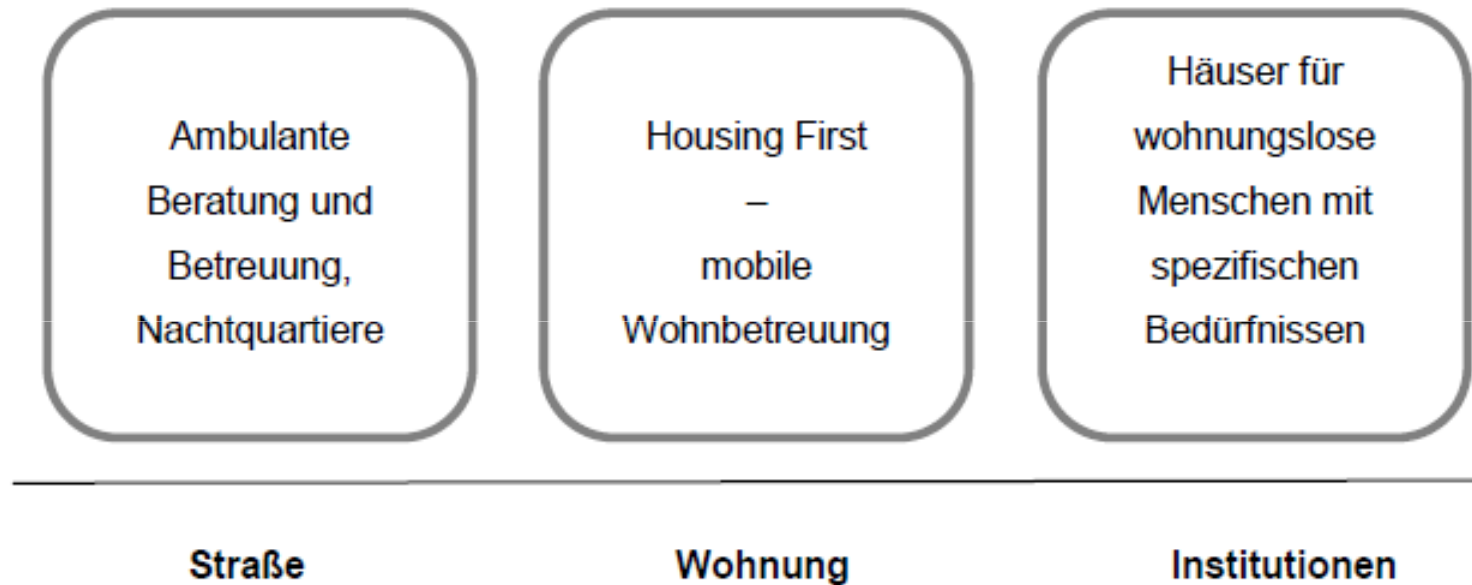 Ambulante
Beratung und
Betreuung,
Nachtquartiere
Housing First
–
mobile
Wohnbetreuung
Häuser für
wohnungslose
Menschen mit
spezifischen
Bedürfnissen
Straße
Wohnung
Institutionen